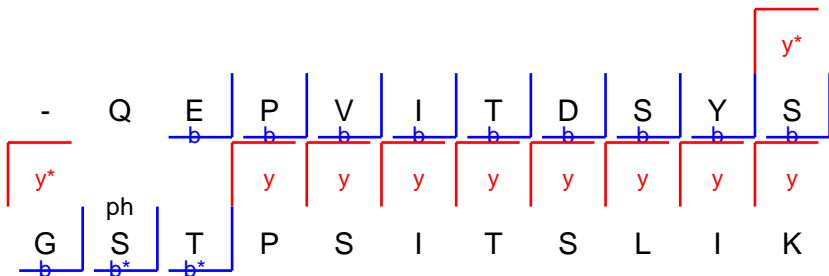 y*
- Q E P V I T D S Y S
b b b b b b b b b
y* y y y y y y y y
ph
G S T P S I T S L I K
b b* b*